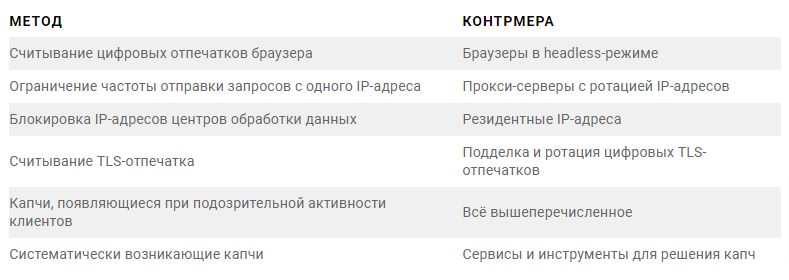 МЕТОД КОНТРМЕРА
Считывание цифровых отпечатков браузера Браузеры в headless-режиме
Ограничение частоты отправки запросов с одного IP-адреса Прокси-серверы с ротацией IP-адресов
Блокировка IP-адресов центров обработки данных Резидентные IP-адреса
Считывание TLS-отпечатка
Подделка и ротация цифровых TLS-
отпечатков
Капчи, появляющиеся при подозрительной активности
клиентов
Всё вышеперечисленное
Систематически возникающие капчи Сервисы и инструменты для решения капч